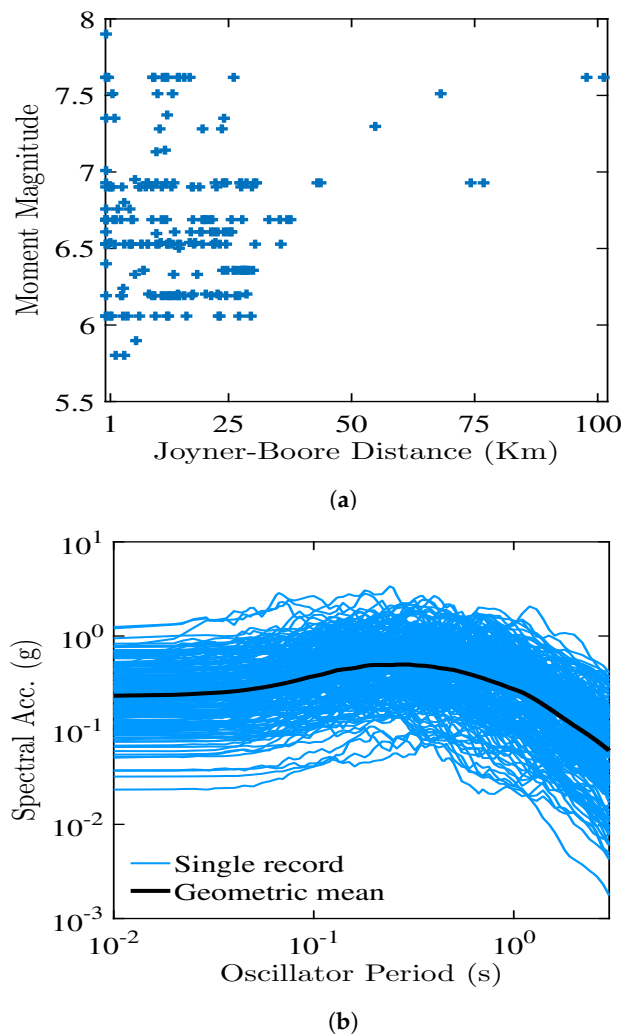 8
7.5
7
6.5
6
5.5
Moment Magnitude
1 25 50 75 100
Joyner-Boore Distance (Km)
(a)
10^1
10^0
10^-1
10^-2
10^-3
Spectral Acc. (g)
Single record
Geometric mean
10^-2 10^-1 10^0
Oscillator Period (s)
(b)